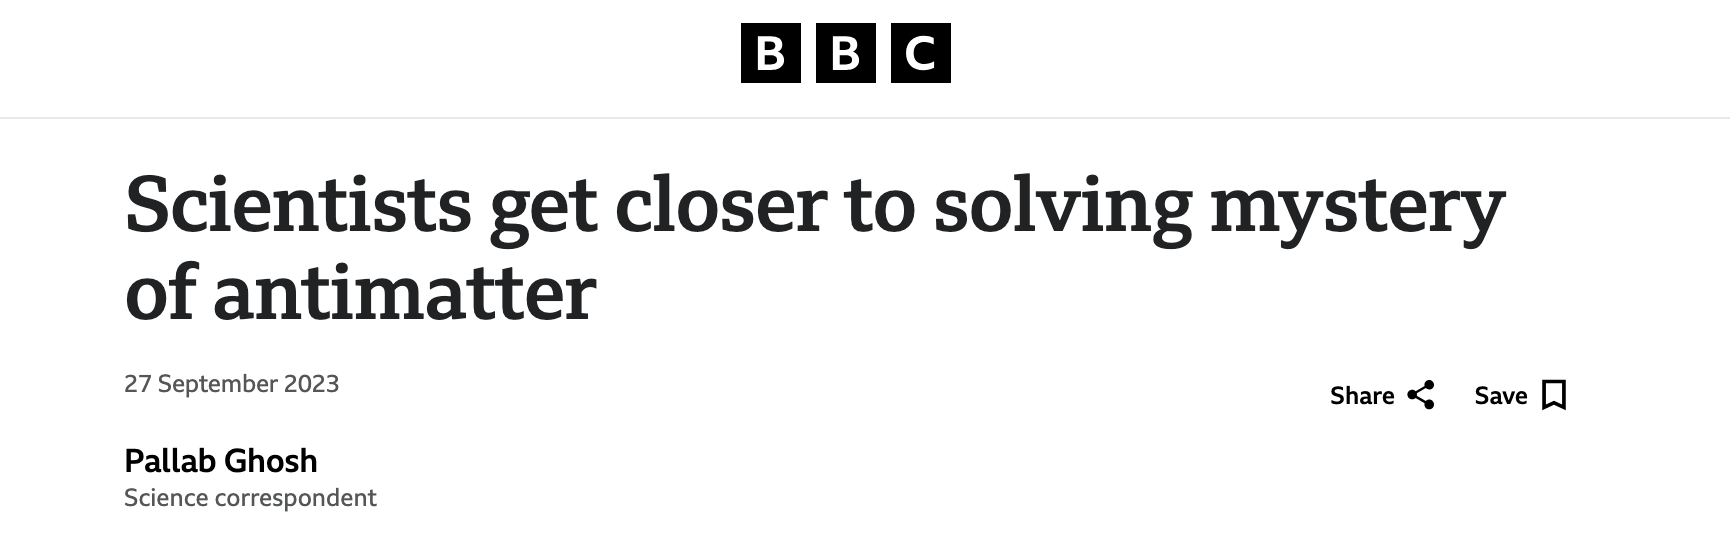 BBC
Scientists get closer to solving mystery
of antimatter
27 September 2023
Share
Save
Pallab Ghosh
Science correspondent